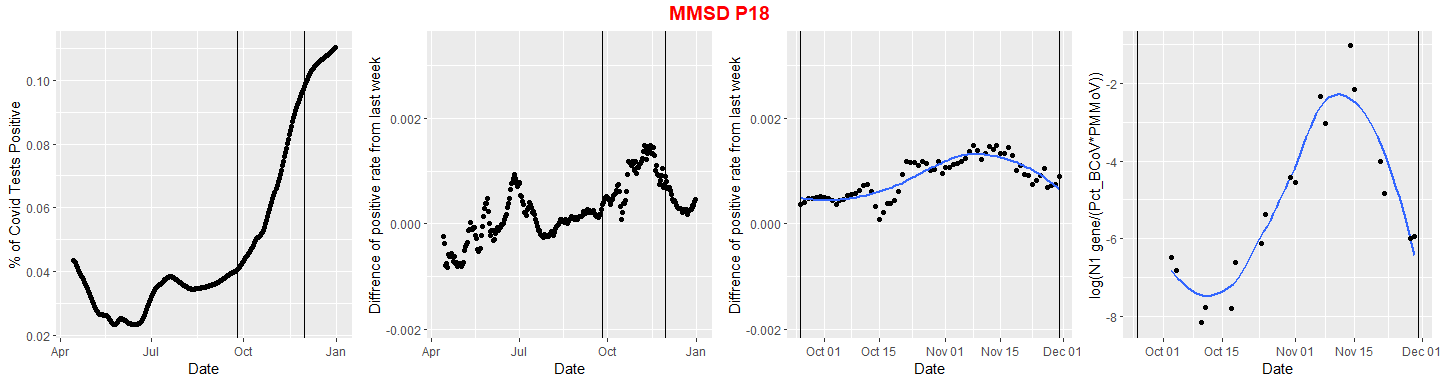 MMSD P18
% of Covid Tests Positive
0.10
0.08
0.06
0.04
0.02
Apr
Jul
Oct
Jan
Date
Diffrence of positive rate from last week
0.002
0.000
-0.002
Apr
Jul
Oct
Jan
Date
Diffrence of positive rate from last week
0.002
0.000
-0.002
Oct 01
Oct 15
Nov 01
Nov 15
Dec 01
Date
log(N1 gene/(Pct_BCoV*PMMoV))
-2
-4
-6
-8
Oct 01
Oct 15
Nov 01
Nov 15
Dec 01
Date